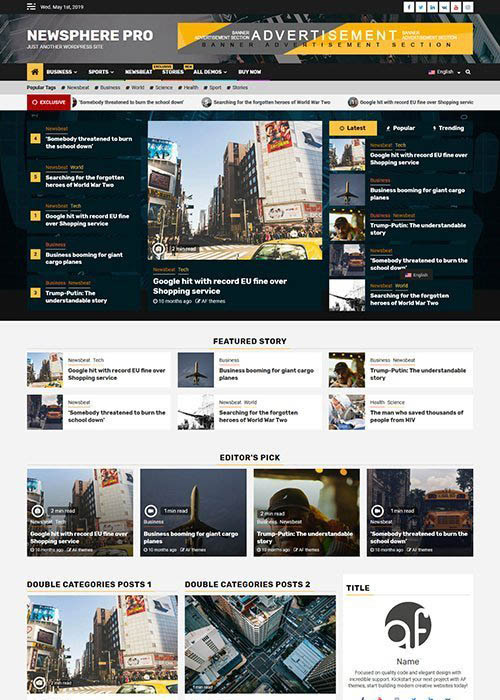 Wed, May 1st, 2019
NEWSPHERE PRO
JUST ANOTHER WORDPRESS SITE
BANNER ADVERTISEMENT SECTION
ADVERTISEMENT
BANNER ADVERTISEMENT SECTION
BANNER ADVERTISEMENT SECTION
EXCLUSIVE
NEW
BUSINESS
SPORTS
NEWSBEAT
STORIES
ALL DEMOS
BUY NOW
English
Popular Tags
Newsbeat
Business
World
Science
Health
Sport
Stories
EXCLUSIVE
'Somebody threatened to burn the school down'
Searching for the forgotten heroes of World War Two
Google hit with record EU fine over Shopping servic
4
Newsbeat
'Somebody threatened to burn
the school down'
5
Newsbeat World
Searching for the forgotten
heroes of World War Two
1
Newsbeat Tech
Google hit with record EU fine
over Shopping service
2
Business
Business booming for giant
cargo planes
3
Business Newsbeat
Trump-Putin: The
understandable story
2 min read
Newsbeat Tech
Google hit with record EU fine over
Shopping service
10 months ago AF themes
Latest
Popular
Trending
Newsbeat Tech
Google hit with record EU fine over
Shopping service
Business
Business booming for giant cargo
planes
Business Newsbeat
Trump-Putin: The understandable
story
Newsbeat
'Somebody threatened to burn the
school down'
English
Newsbeat World
Searching for the forgotten
heroes of World War Two
FEATURED STORY
Newsbeat Tech
Google hit with record EU fine over
Shopping service
Business
Business booming for giant cargo
planes
Business Newsbeat
Trump-Putin: The understandable
story
Newsbeat
'Somebody threatened to burn the
school down'
Newsbeat World
Searching for the forgotten
heroes of World War Two
Health Science
The man who saved thousands of
people from HIV
EDITOR'S PICK
2 min read
Newsbeat Tech
Google hit with record EU fine over
Shopping service
10 months ago AF themes
1 min read
Business
Business booming for giant cargo
planes
10 months ago AF themes
2 min read
Business Newsbeat
Trump-Putin: The understandable
story
10 months ago AF themes
1 min read
Newsbeat
'Somebody threatened to burn the
school down'
10 months ago AF themes
DOUBLE CATEGORIES POSTS 1
DOUBLE CATEGORIES POSTS 2
TITLE
af
Name
Focused on quality code and elegant design with
incredible support. Kickstart your next project with AF
themes, start building modern creative websites today!